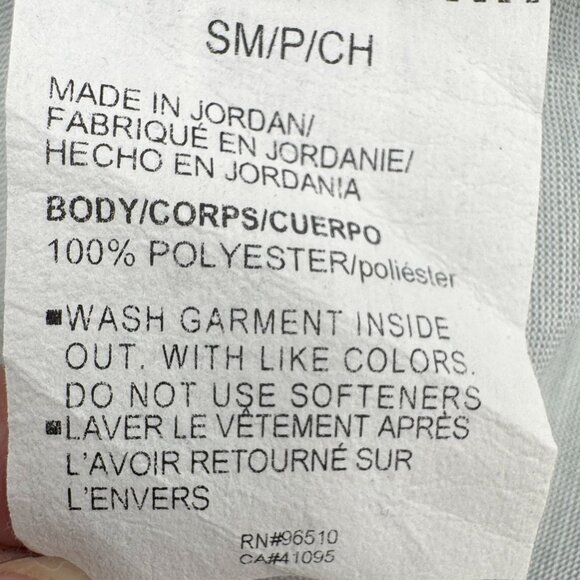 SM/P/CH
MADE IN JORDAN/
FABRIQUÉ EN JORDANIE/
HECHO EN JORDANIA
BODY/CORPS/CUERPO
100% POLYESTER/poliéster
▪WASH GARMENT INSIDE
OUT. WITH LIKE COLORS.
DO NOT USE SOFTENERS
▪LAVER LE VÊTEMENT APRÈS
L'AVOIR RETOURNÉ SUR
L'ENVERS
RN#96510
CA#41095